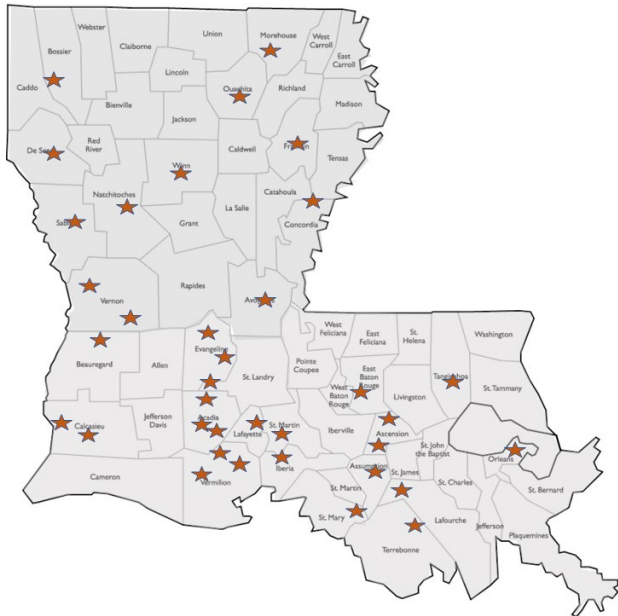 Webster
Claiborne
Union
Morehouse
West
Carroll
East
Carroll
Bossier
Caddo
Lincoln
Ouachita
Richland
Madison
Bienville
Jackson
De So
Red
River
Winn
Caldwell
Franklin
Tensas
Natchitoches
Sabine
Grant
La Salle
Catahoula
Concordia
Vernon
Rapides
Avoyelles
Beauregard
Allen
Evangeline
St. Landry
Pointe
Coupee
West
Feliciana
East
Feliciana
St.
Helena
Washington
West
Baton
Rouge
East
Baton
Rouge
Livingston
Tangipahoa
St. Tammany
Calcasieu
Jefferson
Davis
Acadia
Lafayette
St. Martin
Iberville
Ascension
St. John
the Baptist
Orleans
Cameron
Vermilion
Iberia
Assumption
St. James
St. Martin
St. Mary
St. Charles
St. Bernard
Terrebonne
Lafourche
Jefferson
Plaquemines